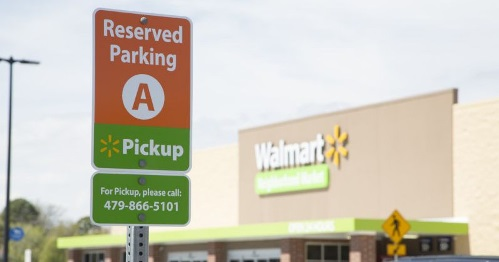 Reserved
Parking
A
Pickup
For Pickup, please call:
479-866-5101
Walmart
Neighborhood Market